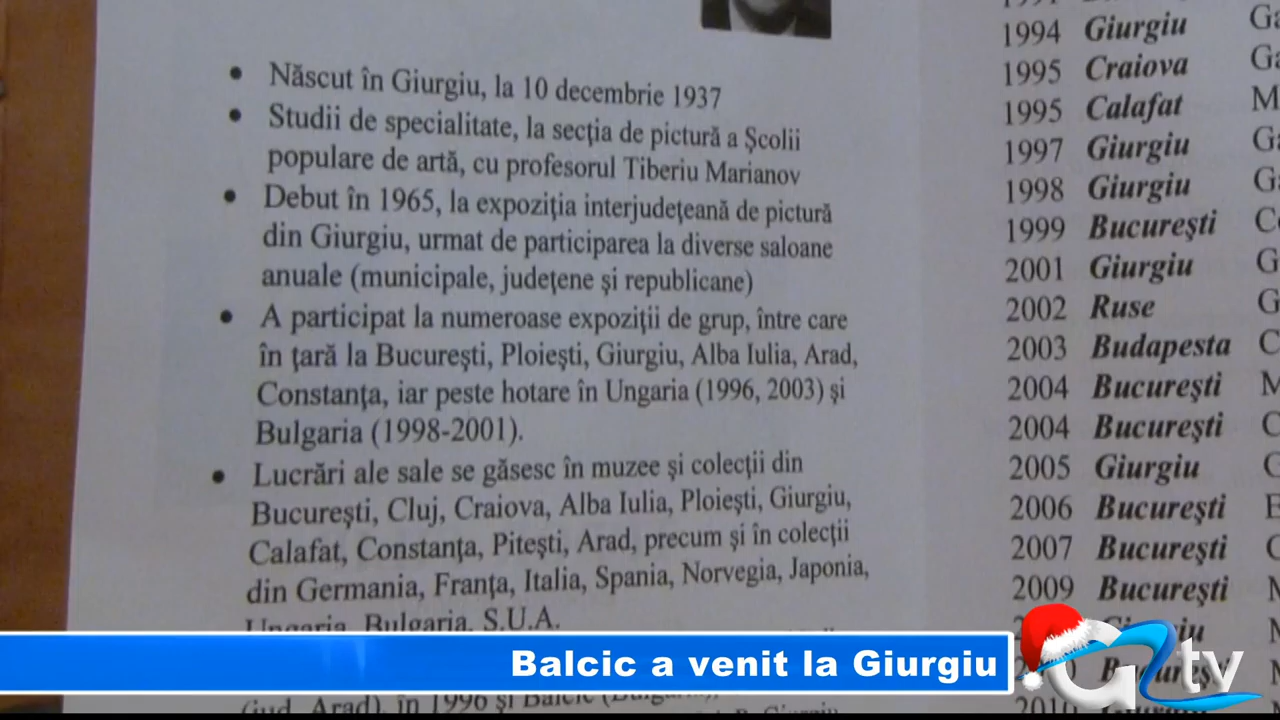 • Născut în Giurgiu, la 10 decembrie 1937
• Studii de specialitate, la secţia de pictură a Şcolii
populare de artă, cu profesorul Tiberiu Marianov
• Debut în 1965, la expoziţia interjudeţeană de pictură
din Giurgiu, urmat de participarea la diverse saloane
anuale (municipale, judeţene şi republicane)
• A participat la numeroase expoziţii de grup, între care
în ţară la Bucureşti, Ploieşti, Giurgiu, Alba Iulia, Arad,
Constanţa, iar peste hotare în Ungaria (1996, 2003) şi
Bulgaria (1998-2001).
• Lucrări ale sale se găsesc în muzee şi colecţii din
Bucureşti, Cluj, Craiova, Alba Iulia, Ploieşti, Giurgiu,
Calafat, Constanţa, Piteşti, Arad, precum şi în colecţii
din Germania, Franţa, Italia, Spania, Norvegia, Japonia,
Ungaria, Bulgaria, S.U.A.
Arad), în 1996 şi Balcic
1994 Giurgiu
1995 Craiova
1995 Calafat
1997 Giurgiu
1998 Giurgiu
1999 Bucureşti
2001 Giurgiu
2002 Ruse
2003 Budapesta
2004 Bucureşti
2004 Bucureşti
2005 Giurgiu
2006 Bucureşti
2007 Bucureşti
2009 Bucureşti
Balcic a venit la Giurgiu
G tv